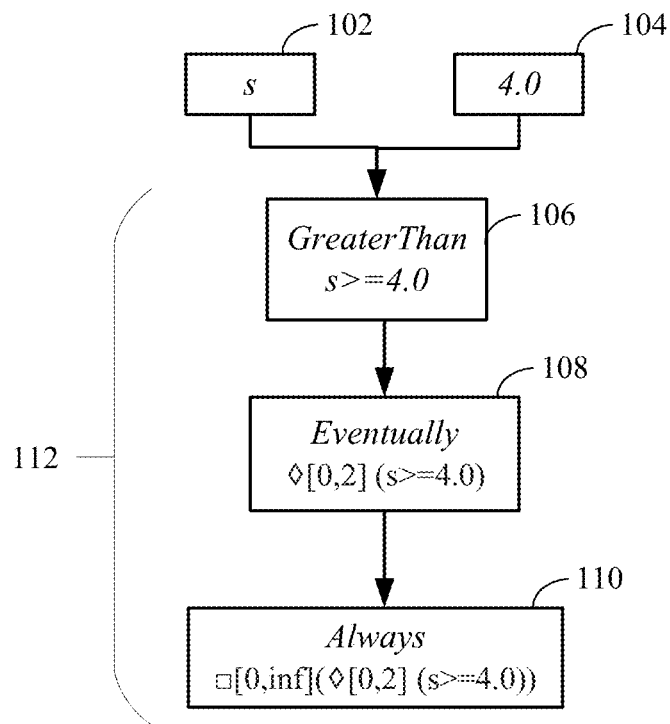 102
104
s
4.0
106
GreaterThan
s>=4.0
108
Eventually
◊[0,2] (s>=4.0)
112
110
Always
□[0,inf](◊[0,2] (s>=4.0))